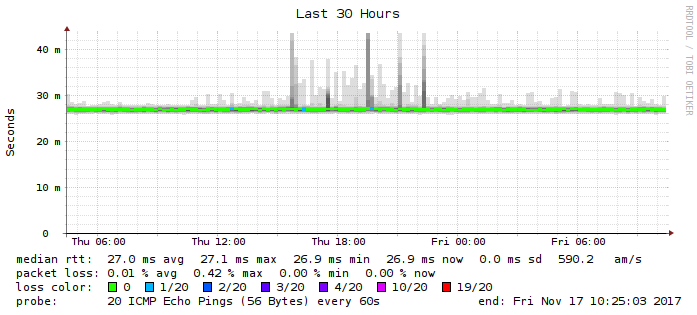 Last 30 Hours
RRDTOOL / TOBI OETIKER
Seconds
40 m
30 m
20 m
10 m
0
Thu 06:00 Thu 12:00 Thu 18:00 Fri 00:00 Fri 06:00
median rtt: 27.0 ms avg 27.1 ms max 26.9 ms min 26.9 ms now 0.0 ms sd 590.2 am/s
packet loss: 0.01 % avg 0.42 % max 0.00 % min 0.00 % now
loss color: 0 1/20 2/20 3/20 4/20 10/20 19/20
probe: 20 ICMP Echo Pings (56 Bytes) every 60s end: Fri Nov 17 10:25:03 2017